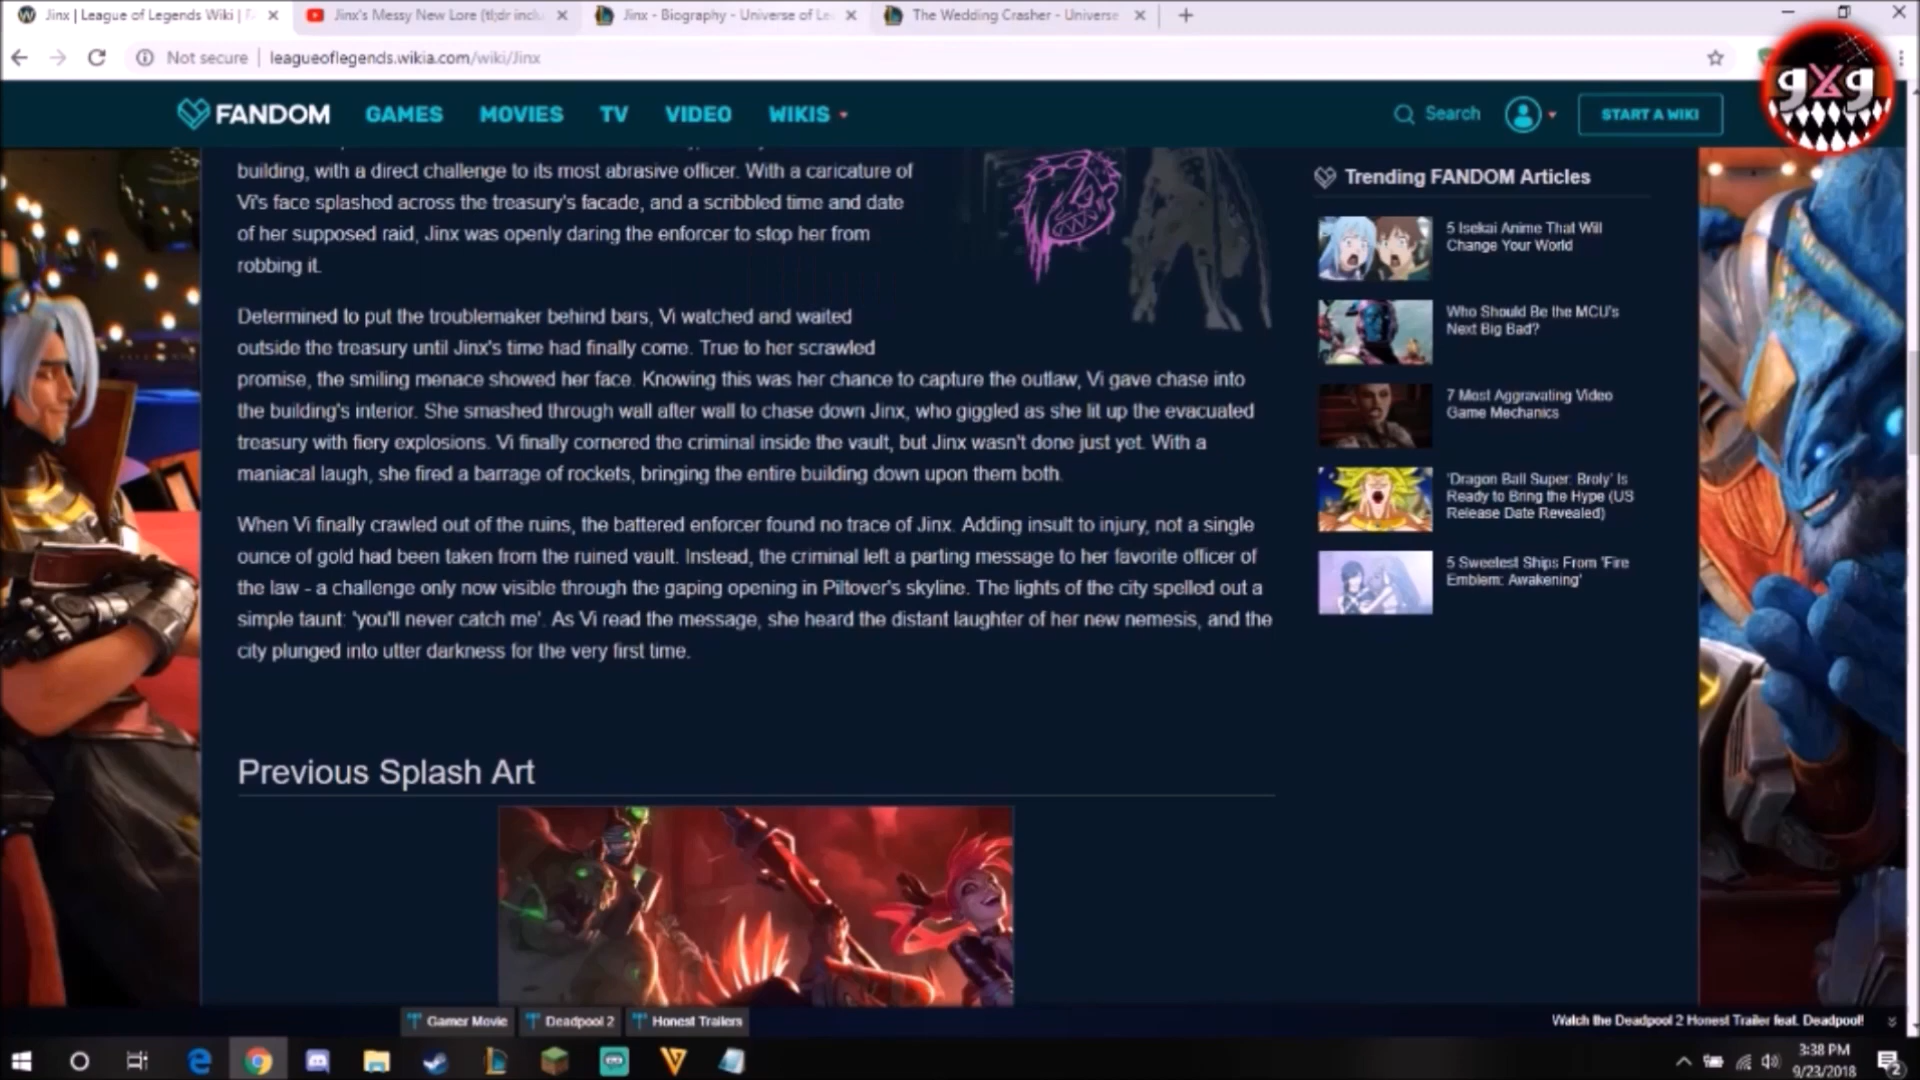 Jinx | League of Legends Wiki |
Jinx's Messy New Lore (tl;dr inclu
Jinx - Biography - Universe of Le
The Wedding Crasher - Universe
Not secure | leagueoflegends.wikia.com/wiki/Jinx
gxg
FANDOM GAMES MOVIES TV VIDEO WIKIS
Search
START A WIKI
building, with a direct challenge to its most abrasive officer. With a caricature of
Vi's face splashed across the treasury's facade, and a scribbled time and date
of her supposed raid, Jinx was openly daring the enforcer to stop her from
robbing it.
Determined to put the troublemaker behind bars, Vi watched and waited
outside the treasury until Jinx's time had finally come. True to her scrawled
promise, the smiling menace showed her face. Knowing this was her chance to capture the outlaw, Vi gave chase into
the building's interior. She smashed through wall after wall to chase down Jinx, who giggled as she lit up the evacuated
treasury with fiery explosions. Vi finally cornered the criminal inside the vault, but Jinx wasn't done just yet. With a
maniacal laugh, she fired a barrage of rockets, bringing the entire building down upon them both.
When Vi finally crawled out of the ruins, the battered enforcer found no trace of Jinx. Adding insult to injury, not a single
ounce of gold had been taken from the ruined vault. Instead, the criminal left a parting message to her favorite officer of
the law - a challenge only now visible through the gaping opening in Piltover's skyline. The lights of the city spelled out a
simple taunt: 'you'll never catch me'. As Vi read the message, she heard the distant laughter of her new nemesis, and the
city plunged into utter darkness for the very first time.
Previous Splash Art
Trending FANDOM Articles
5 Isekai Anime That Will
Change Your World
Who Should Be the MCU's
Next Big Bad?
7 Most Aggravating Video
Game Mechanics
'Dragon Ball Super: Broly' Is
Ready to Bring the Hype (US
Release Date Revealed)
5 Sweetest Ships From 'Fire
Emblem: Awakening'
Gamer Movie
Deadpool 2
Honest Trailers
Watch the Deadpool 2 Honest Trailer feat. Deadpool!
3:38 PM
9/23/2018
2